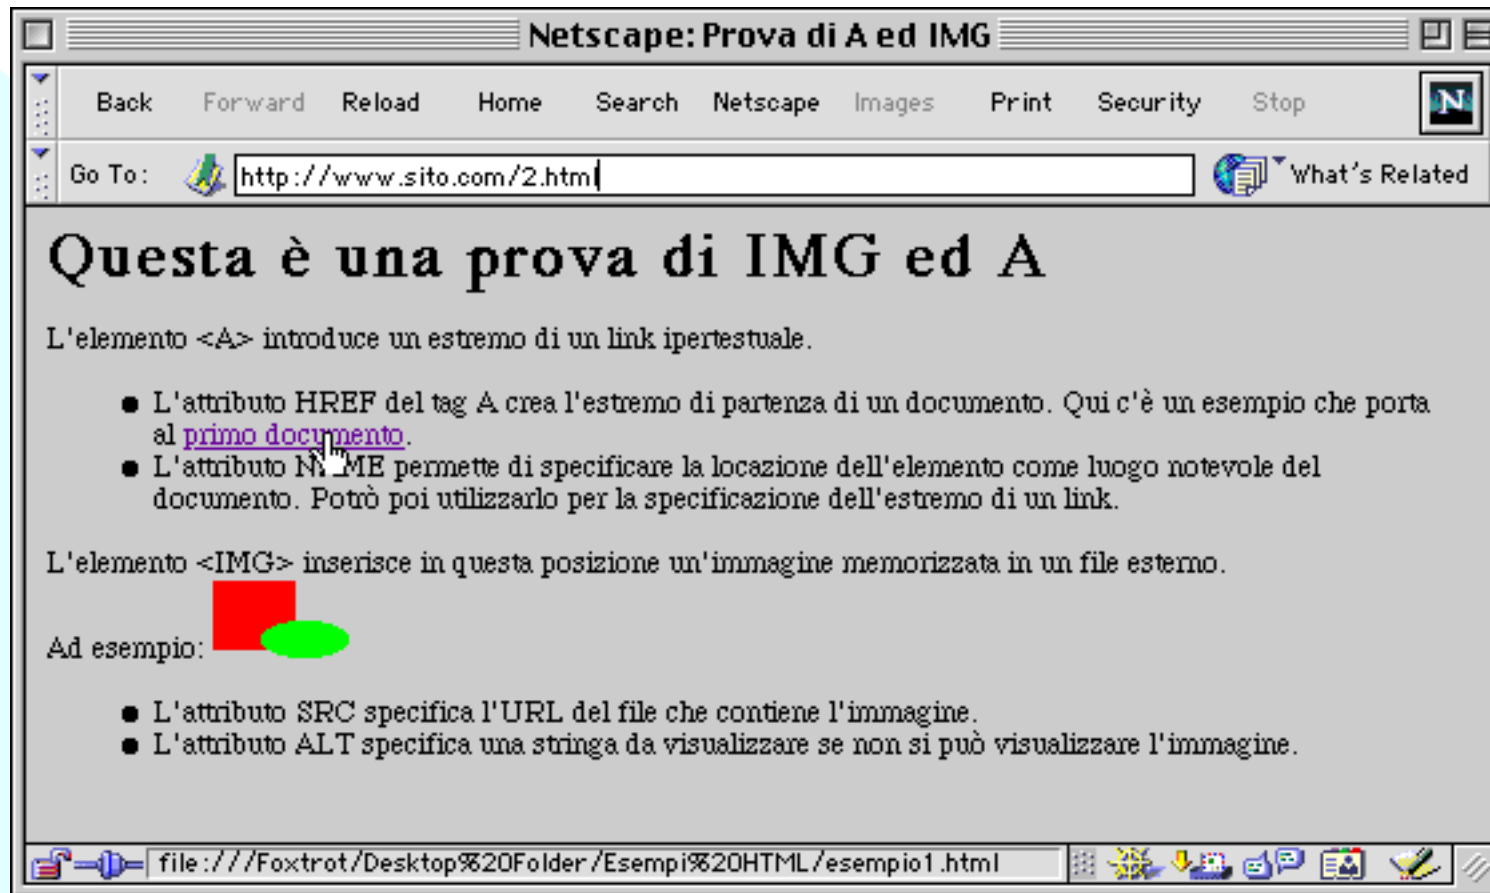 Netscape: Prova di A ed IMG
Back Forward Reload Home Search Netscape Images Print Security Stop
N
Go To: http://www.sito.com/2.html What's Related
Questa è una prova di IMG ed A
L'elemento <A> introduce un estremo di un link ipertestuale.
L'attributo HREF del tag A crea l'estremo di partenza di un documento. Qui c'è un esempio che porta
al primo documento.
L'attributo NAME permette di specificare la locazione dell'elemento come luogo notevole del
documento. Potrò poi utilizzarlo per la specificazione dell'estremo di un link.
L'elemento <IMG> inserisce in questa posizione un'immagine memorizzata in un file esterno.
Ad esempio:
L'attributo SRC specifica l'URL del file che contiene l'immagine.
L'attributo ALT specifica una stringa da visualizzare se non si può visualizzare l'immagine.
file:///Foxtrot/Desktop%20Folder/Esempi%20HTML/esempio1.html